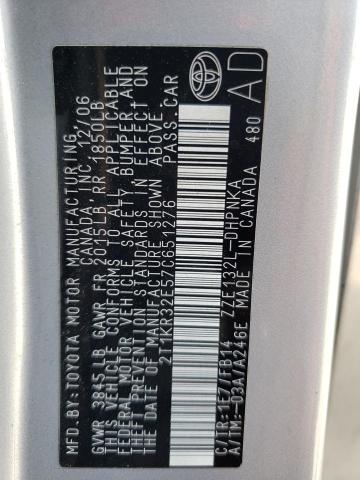 MFD.BY:TOYOTA MOTOR MANUFACTURING
CANADA, INC. 12/06
GVWR 3845LB GAWR FR 2015LB RR 1850LB
THIS VEHICLE CONFORMS TO ALL APPLICABLE
FEDERAL MOTOR VEHICLE SAFETY, BUMPER AND
THEFT PREVENTION STANDARDS IN EFFECT ON
THE DATE OF MANUFACTURE SHOWN ABOVE.
2T1KR32E57C651276 PASS.CAR
C/TR:1E7/FB14 ZZE132L-DHPNKA
A/TM:-03A/A246E MADE IN CANADA 480
AD